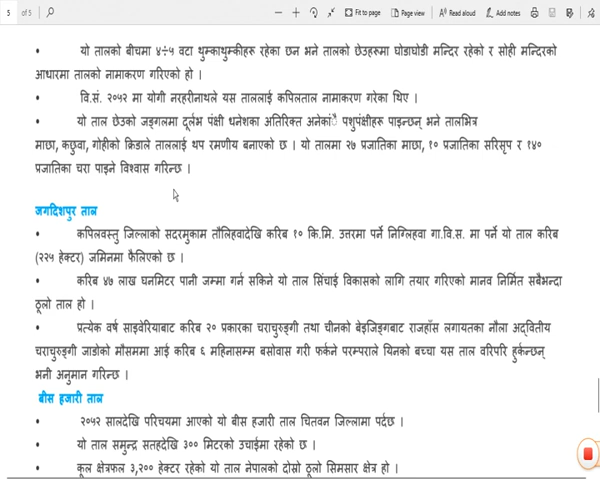 5 of 5 Fit to page Page view Read aloud Add notes
• यो तालको बीचमा ४÷५ वटा थुम्काथुम्कीहरू रहेका छन भने तालको छेउहरूमा घोडाघोडी मन्दिर रहेको र सोही मन्दिरको
आधारमा तालको नामाकरण गरिएको हो ।
• वि.सं. २०५२ मा योगी नरहरीनाथले यस ताललाई कपिलताल नामाकरण गरेका थिए ।
• यो ताल छेउको जङ्गलमा दूर्लभ पंक्षी धनेशका अतिरिक्त अनेकांै पशुपंक्षीहरू पाइन्छन् भने तालभित्र
माछा, कछुवा, गोहीको क्रिडाले ताललाई थप रमणीय बनाएको छ । यो तालमा २७ प्रजातिका माछा, १० प्रजातिका सरिसृप र १४०
प्रजातिका चरा पाइने विश्वास गरिन्छ ।
जगदिशपुर ताल
• कपिलवस्तु जिल्लाको सदरमुकाम तौलिहवादेखि करिब १० कि.मि. उत्तरमा पर्ने निग्लिहवा गा.वि.स. मा पर्ने यो ताल करिब
(२२५ हेक्टर) जमिनमा फैलिएको छ ।
• करिब ४७ लाख घनमिटर पानी जम्मा गर्न सकिने यो ताल सिंचाई विकासको लागि तयार गरिएको मानव निर्मित सबैभन्दा
ठूलो ताल हो ।
• प्रत्येक वर्ष साइवेरियाबाट करिब २० प्रकारका चराचुरुङ्गी तथा चीनको बेइजिङ्गबाट राजहाँस लगायतका नौला अद्वितीय
चराचुरुङ्गी जाडोको मौसममा आई करिब ६ महिनासम्म बसोवास गरी फर्कने परम्पराले यिनको बच्चा यस ताल वरिपरि हुर्कन्छन्
भनी अनुमान गरिन्छ ।
बीस हजारी ताल
• २०५२ सालदेखि परिचयमा आएको यो बीस हजारी ताल चितवन जिल्लामा पर्दछ ।
• यो ताल समुन्द्र सतहदेखि ३०० मिटरको उचाईमा रहेको छ ।
• कूल क्षेत्रफल ३,२०० हेक्टर रहेको यो ताल नेपालको दोस्रो ठूलो सिमसार क्षेत्र हो ।